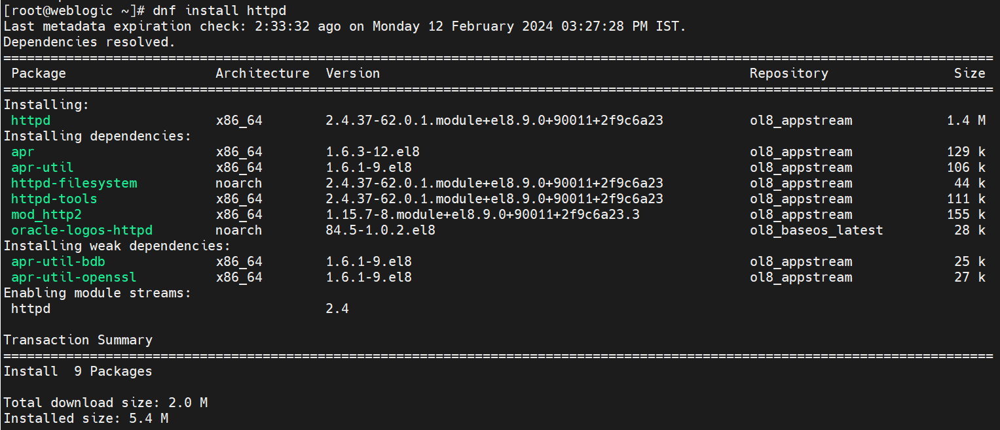 [root@weblogic ~]# dnf install httpd
Last metadata expiration check: 2:33:32 ago on Monday 12 February 2024 03:27:28 PM IST.
Dependencies resolved.
==============================================================================================================================
Package Architecture Version Repository Size
==============================================================================================================================
Installing:
httpd x86_64 2.4.37-62.0.1.module+el8.9.0+90011+2f9c6a23 ol8_appstream 1.4 M
Installing dependencies:
apr x86_64 1.6.3-12.el8 ol8_appstream 129 k
apr-util x86_64 1.6.1-9.el8 ol8_appstream 106 k
httpd-filesystem noarch 2.4.37-62.0.1.module+el8.9.0+90011+2f9c6a23 ol8_appstream 44 k
httpd-tools x86_64 2.4.37-62.0.1.module+el8.9.0+90011+2f9c6a23 ol8_appstream 111 k
mod_http2 x86_64 1.15.7-8.module+el8.9.0+90011+2f9c6a23.3 ol8_appstream 155 k
oracle-logos-httpd noarch 84.5-1.0.2.el8 ol8_baseos_latest 28 k
Installing weak dependencies:
apr-util-bdb x86_64 1.6.1-9.el8 ol8_appstream 25 k
apr-util-openssl x86_64 1.6.1-9.el8 ol8_appstream 27 k
Enabling module streams:
httpd 2.4
Transaction Summary
==============================================================================================================================
Install 9 Packages
Total download size: 2.0 M
Installed size: 5.4 M